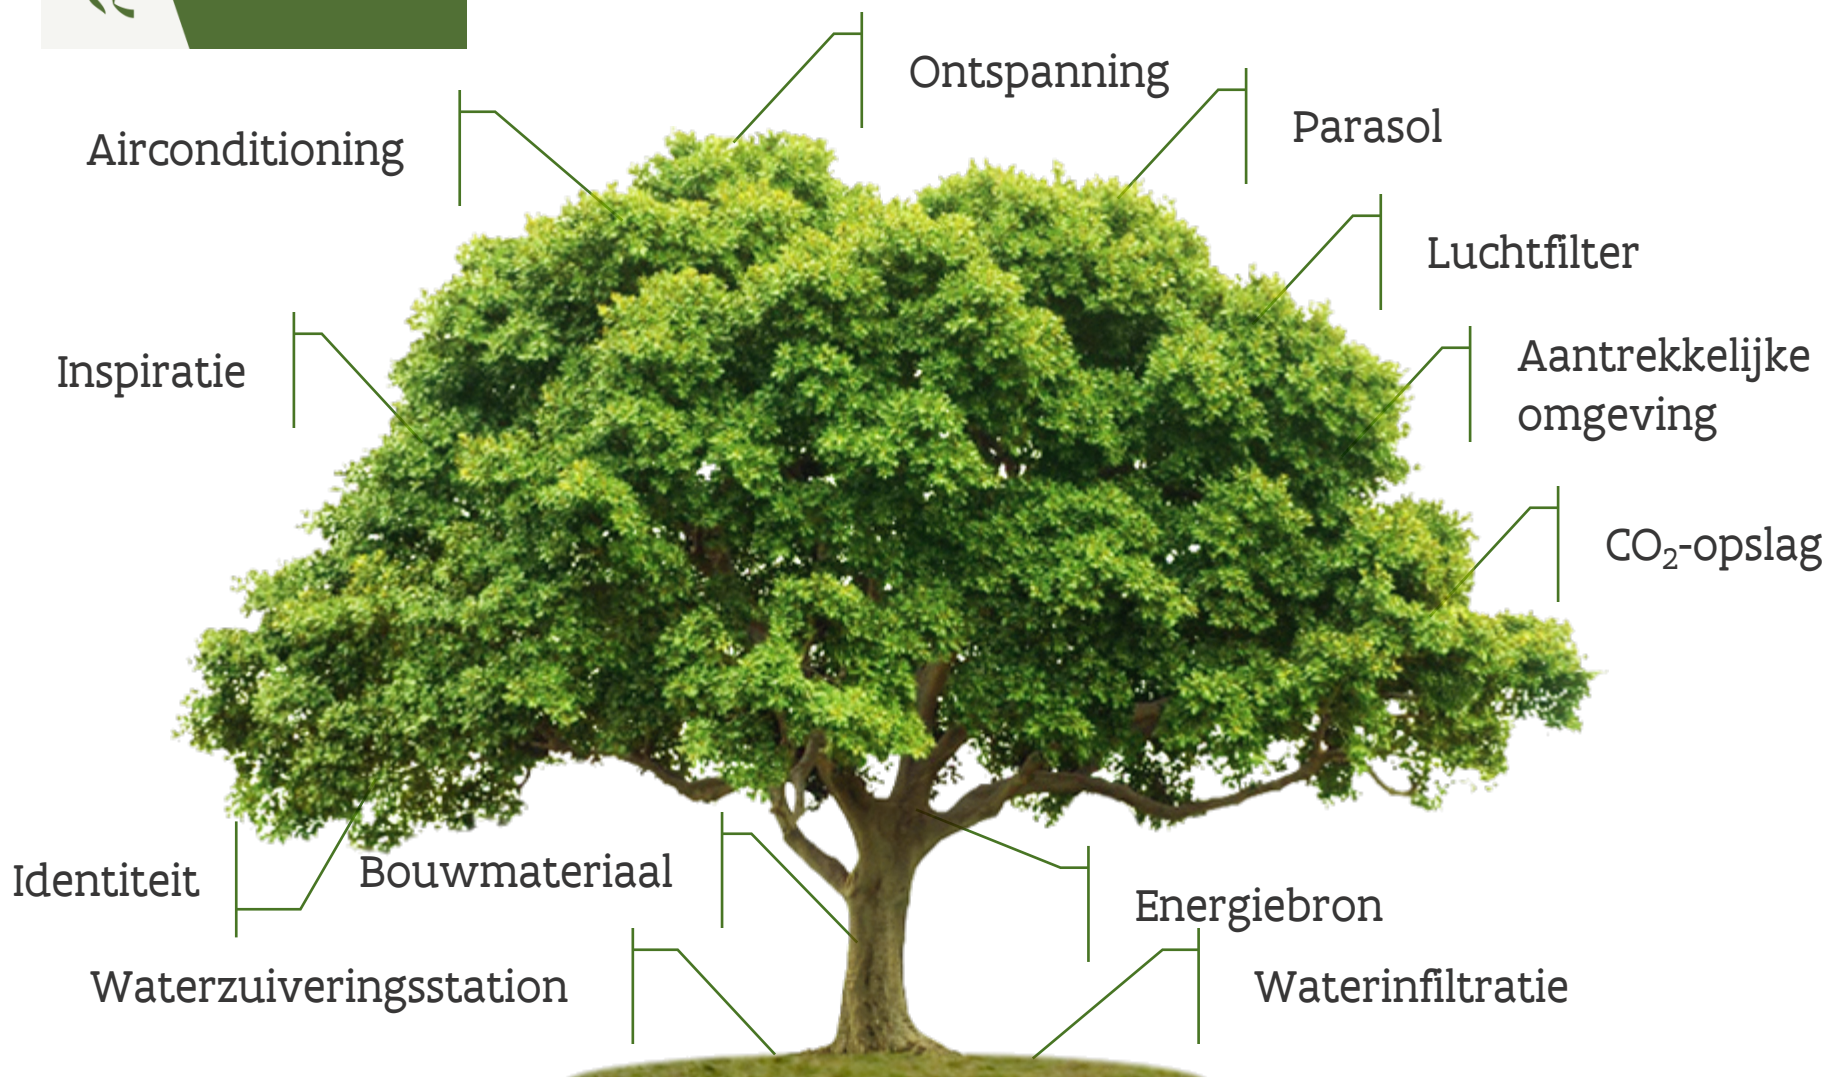 Ontspanning
Parasol
Airconditioning
Luchtfilter
Inspiratie
Aantrekkelijke
omgeving
CO₂-opslag
Identiteit
Bouwmateriaal
Energiebron
Waterzuiveringsstation
Waterinfiltratie